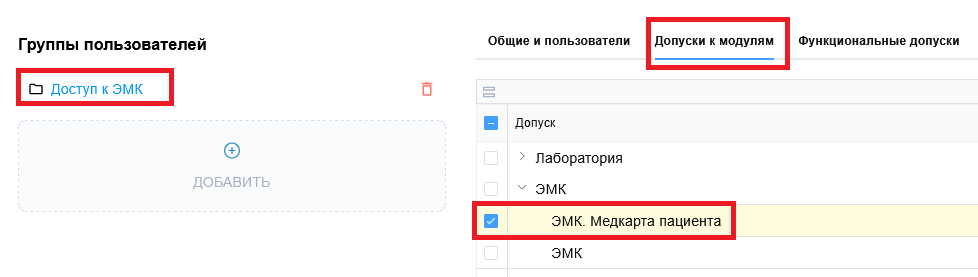 Группы пользователей
Доступ к ЭМК
ДОБАВИТЬ
Общие и пользователи Допуски к модулям Функциональные допуски
Допуск
Лаборатория
ЭМК
ЭМК. Медкарта пациента
ЭМК